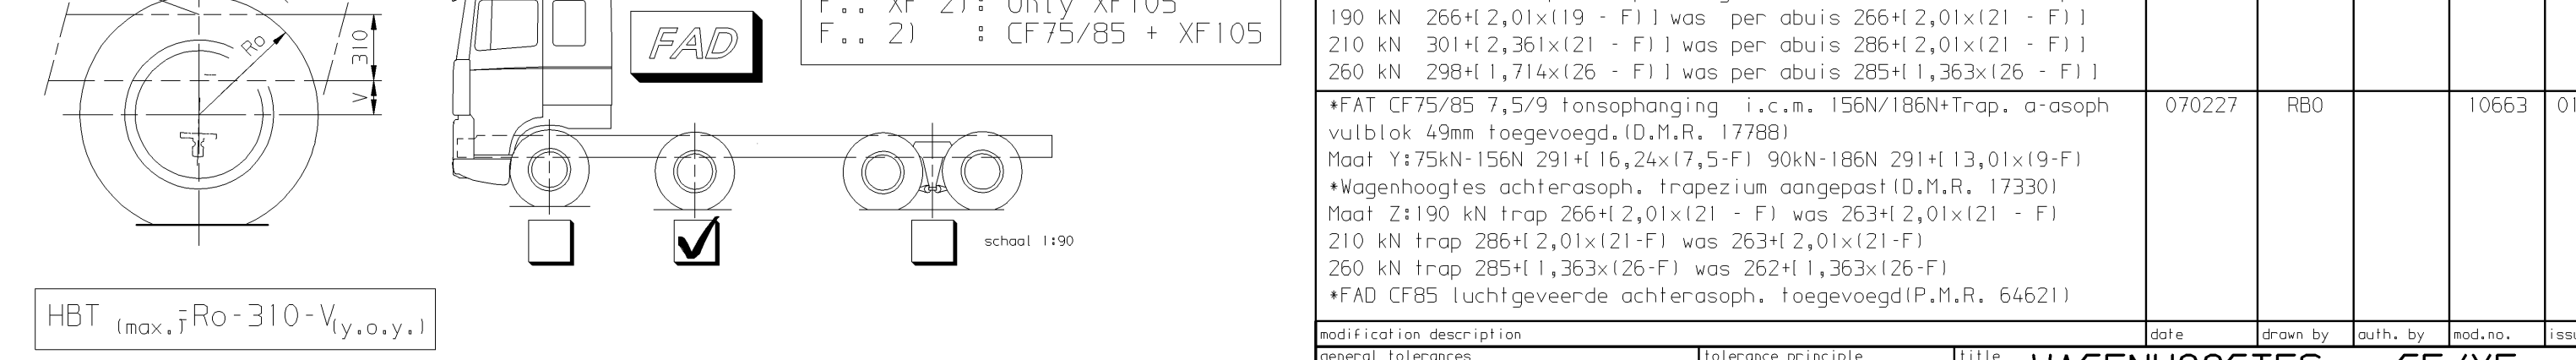 Ro
310
V
HBT (max.)=Ro-310-V(y.o.y.)
FAD
F.. XF 2): Only XF105
F.. 2) : CF75/85 + XF105
schaal 1:90
190 kN 266+[2,01x(19 - F)] was per abuis 266+[2,01x(21 - F)]
210 kN 301+[2,361x(21 - F)] was per abuis 286+[2,01x(21 - F)]
260 kN 298+[1,714x(26 - F)] was per abuis 285+[1,363x(26 - F)]
*FAT CF75/85 7,5/9 tonsophanging i.c.m. 156N/186N+Trap. a-asoph
vulblok 49mm toegevoegd.(D.M.R. 17788)
Maat Y:75kN-156N 291+[16,24x(7,5-F) 90kN-186N 291+[13,01x(9-F)
*Wagenhoogtes achterasoph. trapezium aangepast(D.M.R. 17330)
Maat Z:190 kN trap 266+[2,01x(21 - F) was 263+[2,01x(21 - F)
210 kN trap 286+[2,01x(21-F) was 263+[2,01x(21-F)
260 kN trap 285+[1,363x(26-F) was 262+[1,363x(26-F)
*FAD CF85 luchtgeveerde achterasoph. toegevoegd(P.M.R. 64621)
070227 RBO 10663 01
modification description date drawn by auth. by mod.no. issu
general tolerances tolerance principle title WAGENHOOGTES CF/XF